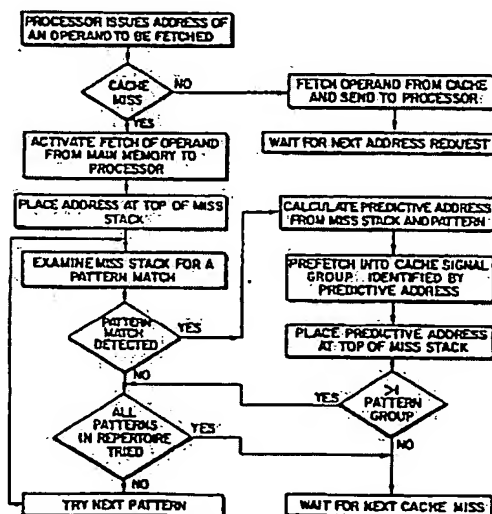 PROCESSOR ISSUES ADDRESS OF
AN OPERAND TO BE FETCHED
CACHE
MISS
NO
YES
FETCH OPERAND FROM CACHE
AND SEND TO PROCESSOR
WAIT FOR NEXT ADDRESS REQUEST
ACTIVATE FETCH OF OPERAND
FROM MAIN MEMORY TO
PROCESSOR
PLACE ADDRESS AT TOP OF MISS
STACK
EXAMINE MISS STACK FOR A
PATTERN MATCH
PATTERN
MATCH
DETECTED
YES
NO
CALCULATE PREDICTIVE ADDRESS
FROM MISS STACK AND PATTERN
PREFETCH INTO CACHE SIGNAL
GROUP IDENTIFIED BY
PREDICTIVE ADDRESS
PLACE PREDICTIVE ADDRESS
AT TOP OF MISS STACK
>1
PATTERN
GROUP
YES
NO
ALL
PATTERNS
IN REPERTOIRE
TRIED
YES
NO
TRY NEXT PATTERN
WAIT FOR NEXT CACHE MISS